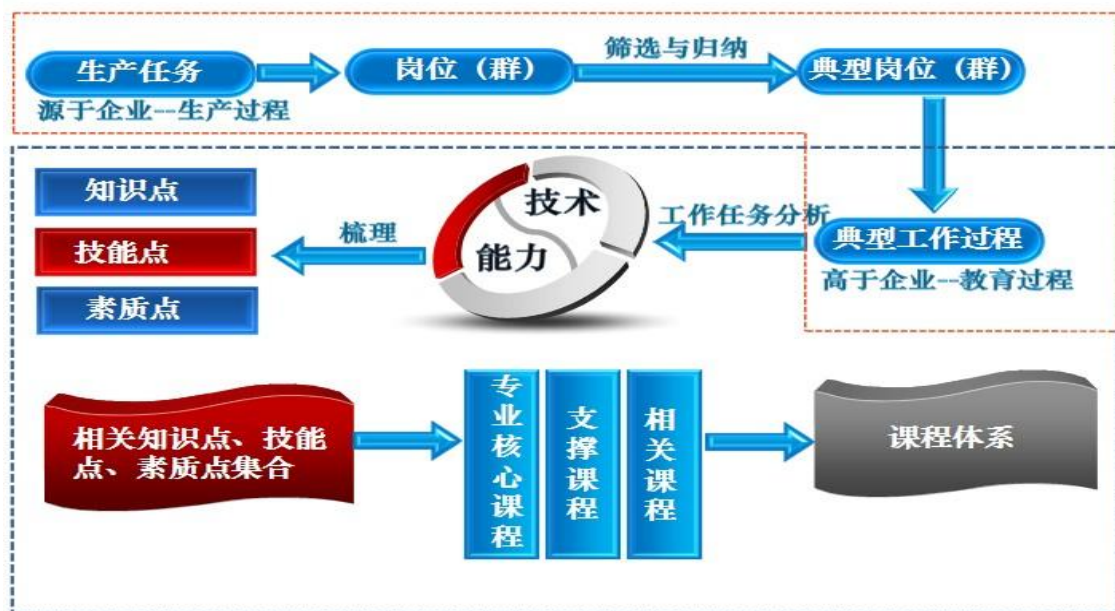 生产任务
岗位（群）
筛选与归纳
典型岗位（群）
源于企业--生产过程
知识点
技能点
素质点
梳理
技术
能力
工作任务分析
典型工作过程
高于企业--教育过程
相关知识点、技能
点、素质点集合
专业核心课程
支撑课程
相关课程
课程体系